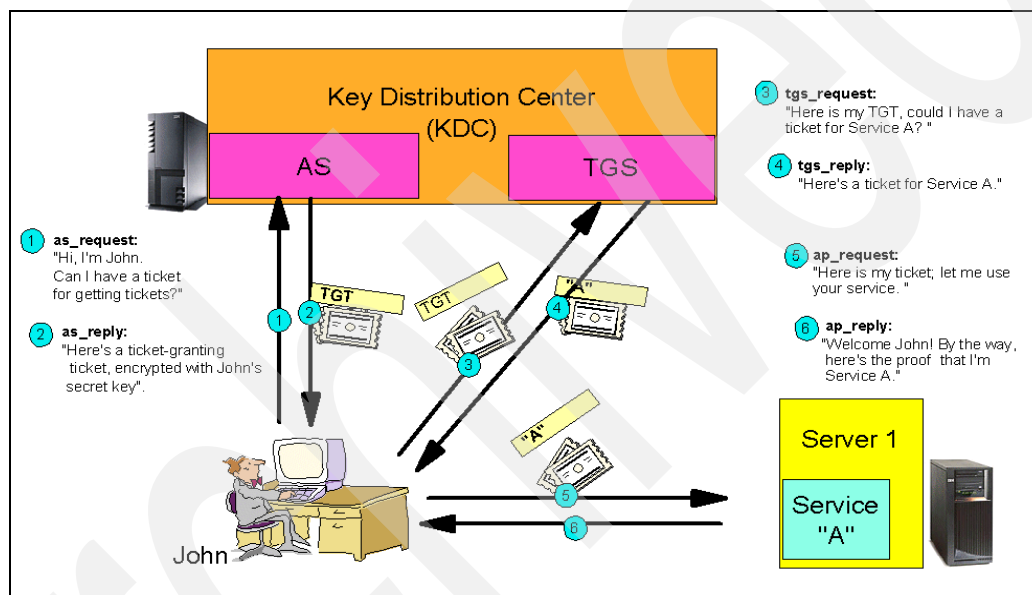 Key Distribution Center
(KDC)
AS
TGS
3
tgs_request:
"Here is my TGT, could I have a
ticket for Service A? "
4
tgs_reply:
"Here's a ticket for Service A."
1
as_request:
"Hi, I'm John.
Can I have a ticket
for getting tickets?"
2
as_reply:
"Here's a ticket-granting
ticket, encrypted with John's
secret key".
5
ap_request:
"Here is my ticket; let me use
your service. "
6
ap_reply:
"Welcome John! By the way,
here's the proof that I'm
Service A."
TGT
TGT
"A"
1
2
3
4
"A"
5
6
John
Server 1
Service
"A"